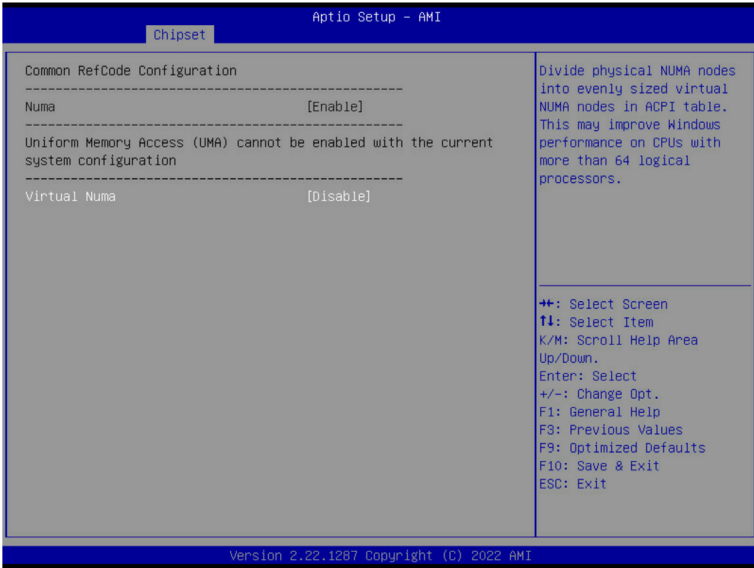 Aptio Setup – AMI
Chipset
Common RefCode Configuration
--------------------------------------------------
Numa [Enable]
--------------------------------------------------
Uniform Memory Access (UMA) cannot be enabled with the current
system configuration
--------------------------------------------------
Virtual Numa [Disable]
Divide physical NUMA nodes
into evenly sized virtual
NUMA nodes in ACPI table.
This may improve Windows
performance on CPUs with
more than 64 logical
processors.
→←: Select Screen
↑↓: Select Item
K/M: Scroll Help Area
Up/Down.
Enter: Select
+/-: Change Opt.
F1: General Help
F3: Previous Values
F9: Optimized Defaults
F10: Save & Exit
ESC: Exit
Version 2.22.1287 Copyright (C) 2022 AMI